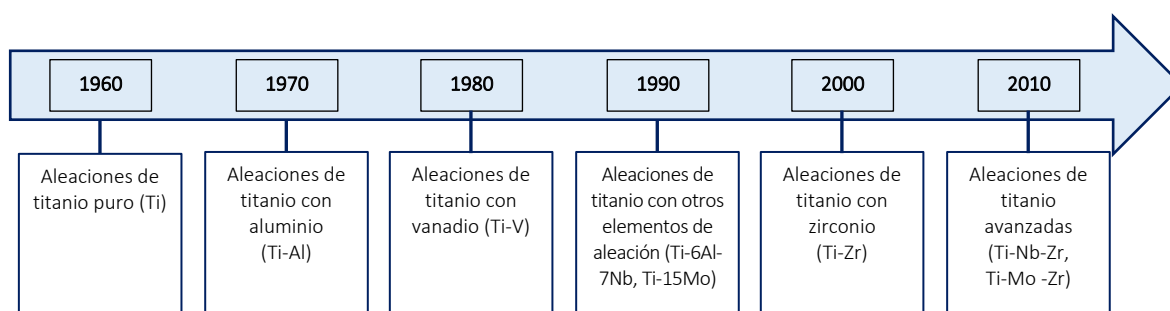 1960
1970
1980
1990
2000
2010
Aleaciones de
titanio puro (Ti)
Aleaciones de
titanio con
aluminio
(Ti-Al)
Aleaciones de
titanio con
vanadio (Ti-V)
Aleaciones de
titanio con otros
elementos de
aleación (Ti-6Al-
7Nb, Ti-15Mo)
Aleaciones de
titanio con
zirconio
(Ti-Zr)
Aleaciones de
titanio
avanzadas
(Ti-Nb-Zr,
Ti-Mo -Zr)